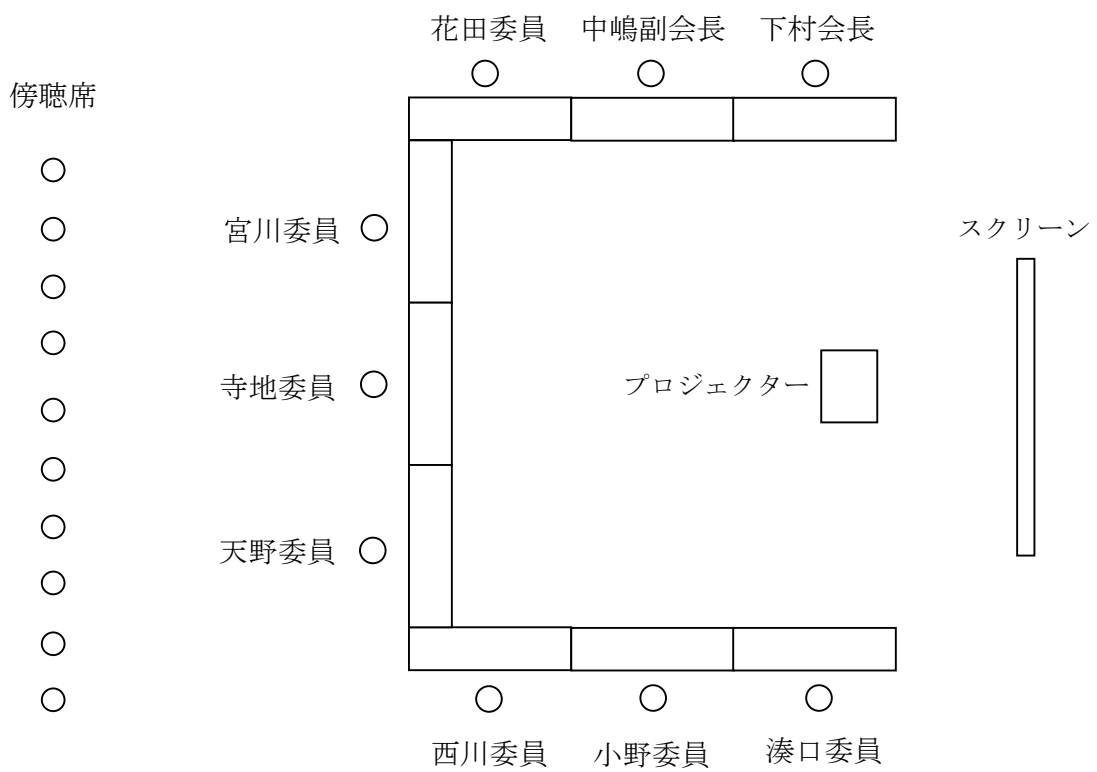 花田委員
中嶋副会長
下村会長
傍聴席
宮川委員
スクリーン
寺地委員
プロジェクター
天野委員
西川委員
小野委員
湊口委員